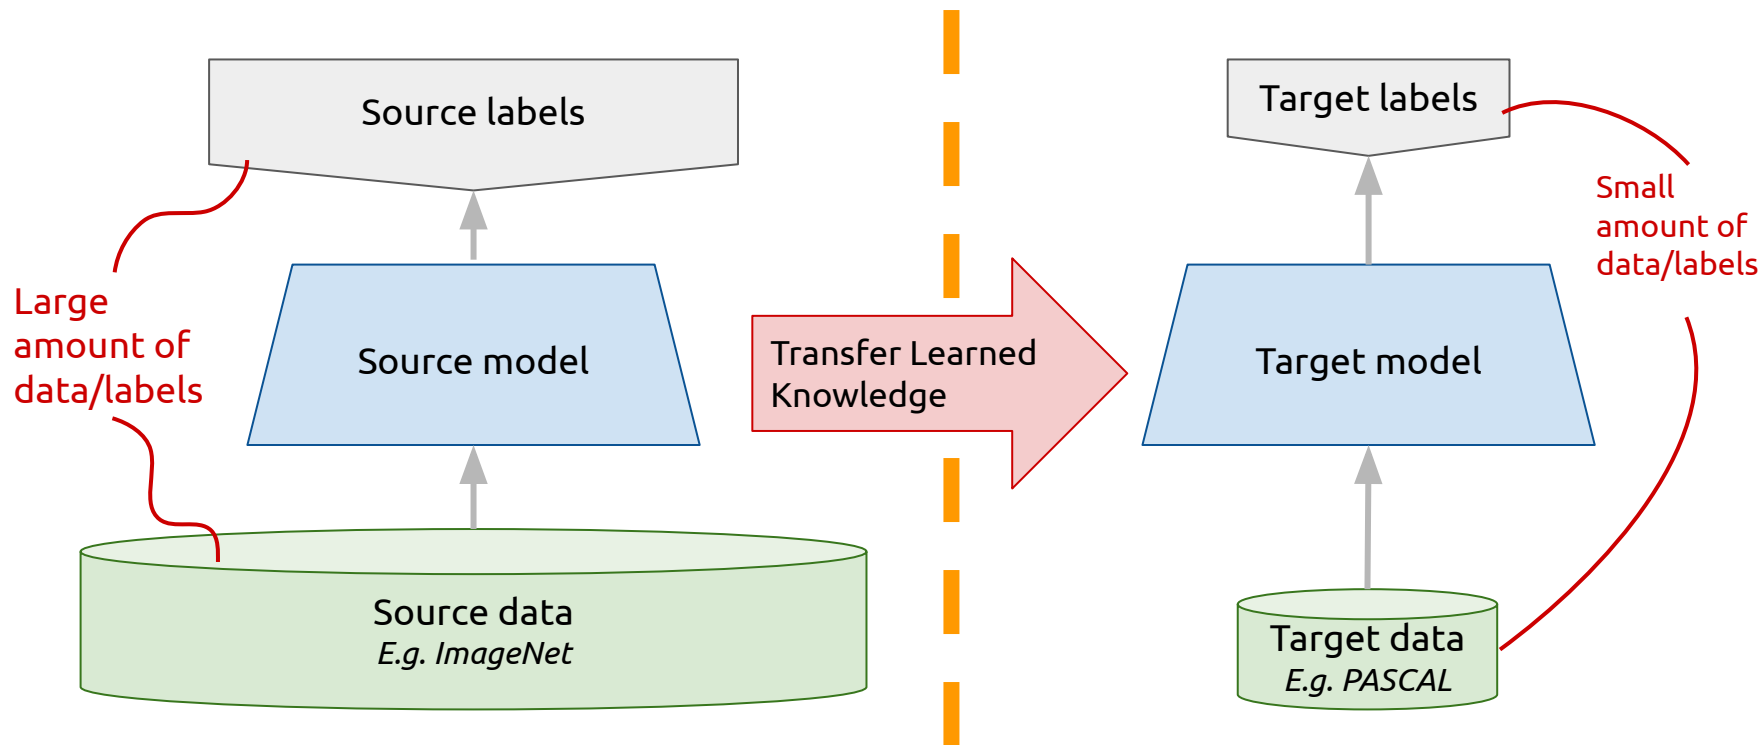 Source labels
Large
amount of
data/labels
Source model
Source data
E.g. ImageNet
Transfer Learned
Knowledge
Target labels
Small
amount of
data/labels
Target model
Target data
E.g. PASCAL